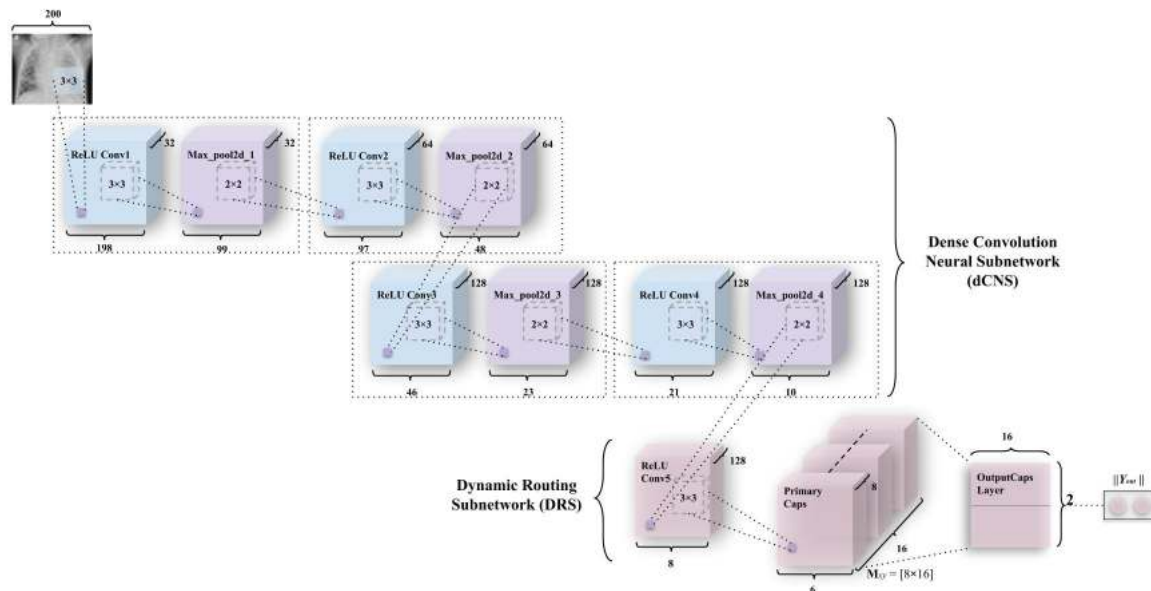 200
3×3
ReLU Conv1
32
3×3
198
Max_pool2d_1
32
2×2
99
ReLU Conv2
64
3×3
97
Max_pool2d_2
64
2×2
48
ReLU Conv3
128
3×3
46
Max_pool2d_3
128
2×2
23
ReLU Conv4
128
3×3
21
Max_pool2d_4
128
2×2
10
Dense Convolution
Neural Subnetwork
(dCNS)
Dynamic Routing
Subnetwork (DRS)
ReLU
Conv5
128
3×3
8
Primary
Caps
8
16
6
M = [8×16]
16
OutputCaps
Layer
2
||Yout||